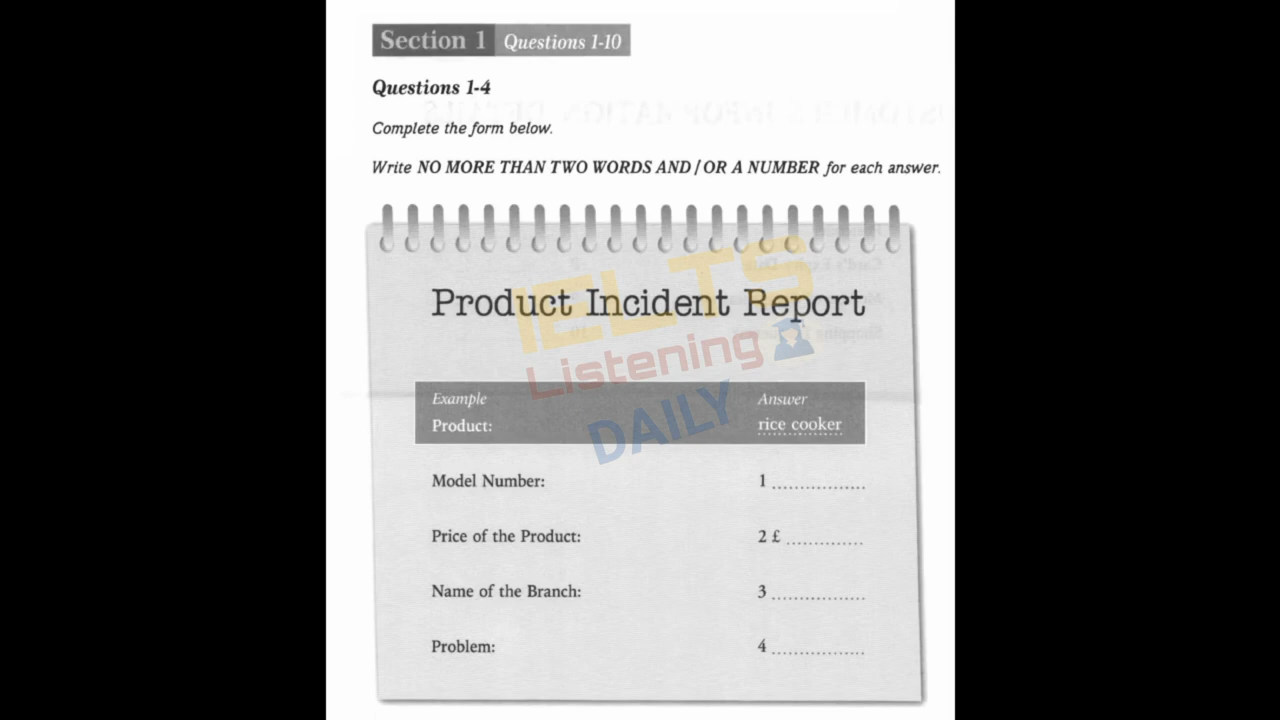 Section 1 Questions 1-10
Questions 1-4
Complete the form below.
Write NO MORE THAN TWO WORDS AND / OR A NUMBER for each answer.
IELTS
Listening
DAILY
Product Incident Report
Example Answer
Product: rice cooker
Model Number: 1 ................
Price of the Product: 2 £ ................
Name of the Branch: 3 ................
Problem: 4 ................